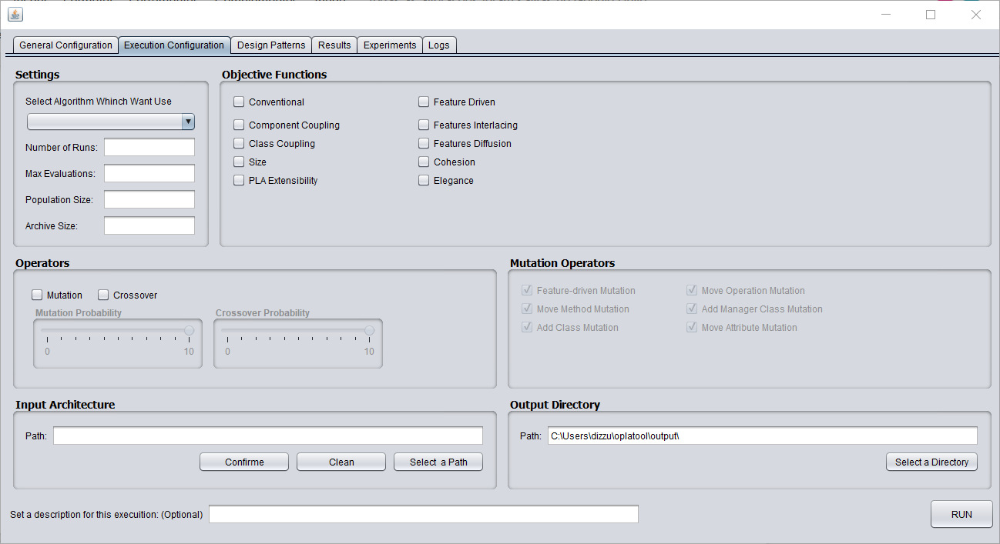 General Configuration Execution Configuration Design Patterns Results Experiments Logs
Settings
Select Algorithm Whinch Want Use
Number of Runs:
Max Evaluations:
Population Size:
Archive Size:
Objective Functions
Conventional Feature Driven
Component Coupling Features Interlacing
Class Coupling Features Diffusion
Size Cohesion
PLA Extensibility Elegance
Operators
Mutation Crossover
Mutation Probability Crossover Probability
0 10 0 10
Mutation Operators
Feature-driven Mutation Move Operation Mutation
Move Method Mutation Add Manager Class Mutation
Add Class Mutation Move Attribute Mutation
Input Architecture
Path:
Confirme Clean Select a Path
Output Directory
Path: C:\Users\dizzu\oplatool\output\
Select a Directory
Set a description for this execuition: (Optional)
RUN